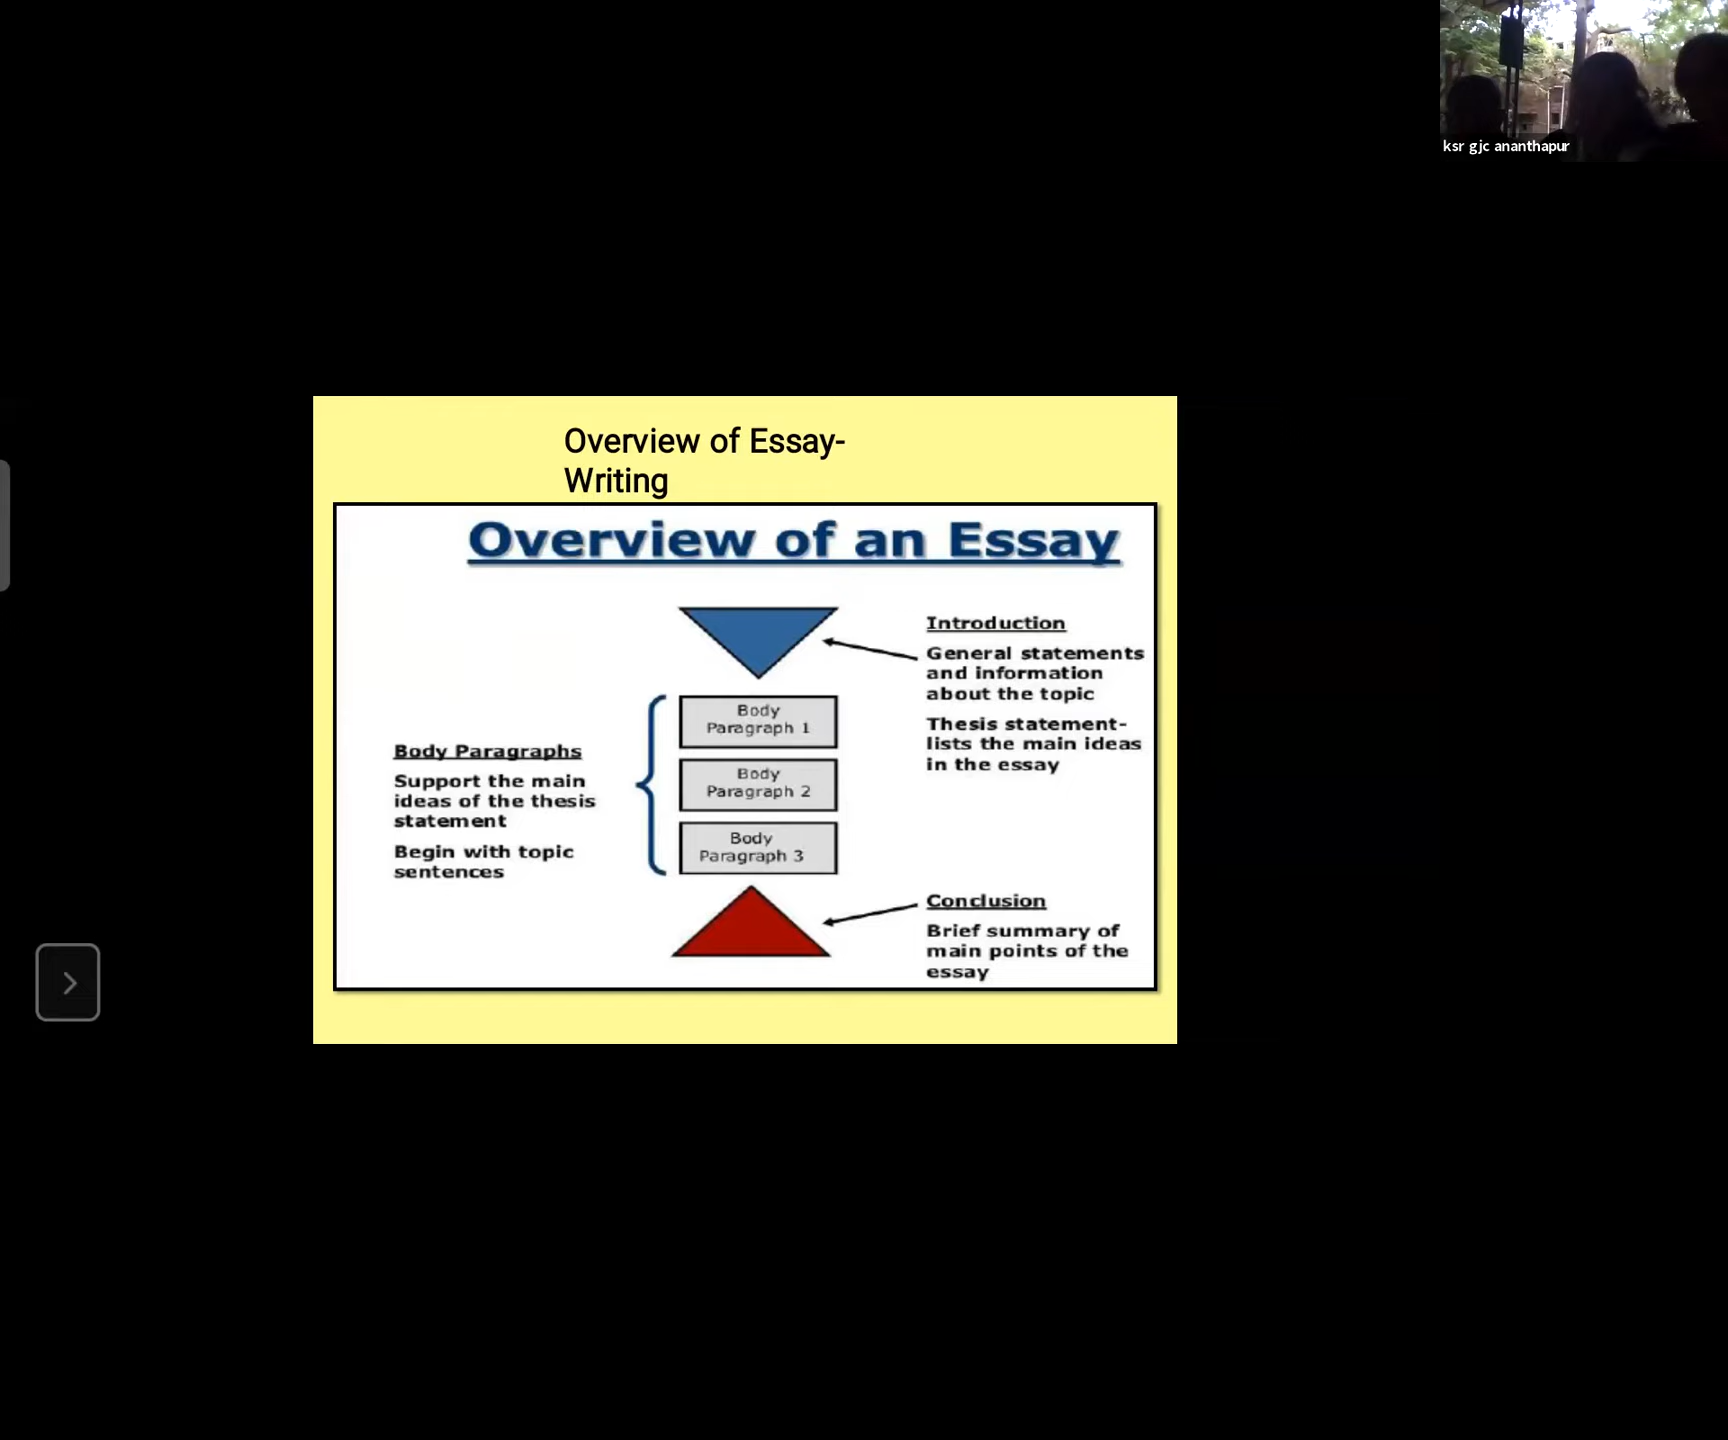 ksr gjc ananthapur
Overview of Essay-
Writing
Overview of an Essay
Introduction
General statements
and information
about the topic
Thesis statement-
lists the main ideas
in the essay
Body
Paragraph 1
Body
Paragraph 2
Body
Paragraph 3
Body Paragraphs
Support the main
ideas of the thesis
statement
Begin with topic
sentences
Conclusion
Brief summary of
main points of the
essay